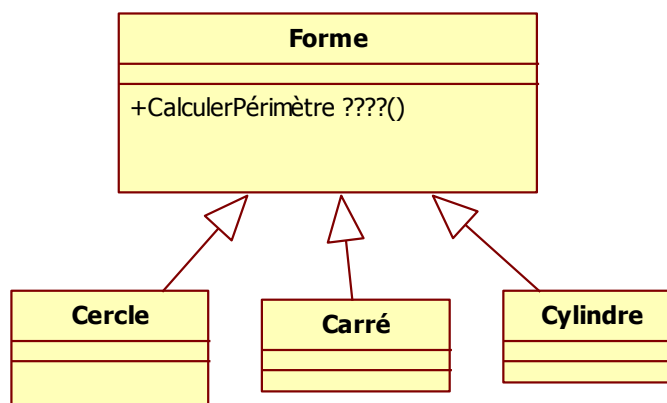 Forme
+CalculerPérimètre ????()
Cercle
Carré
Cylindre